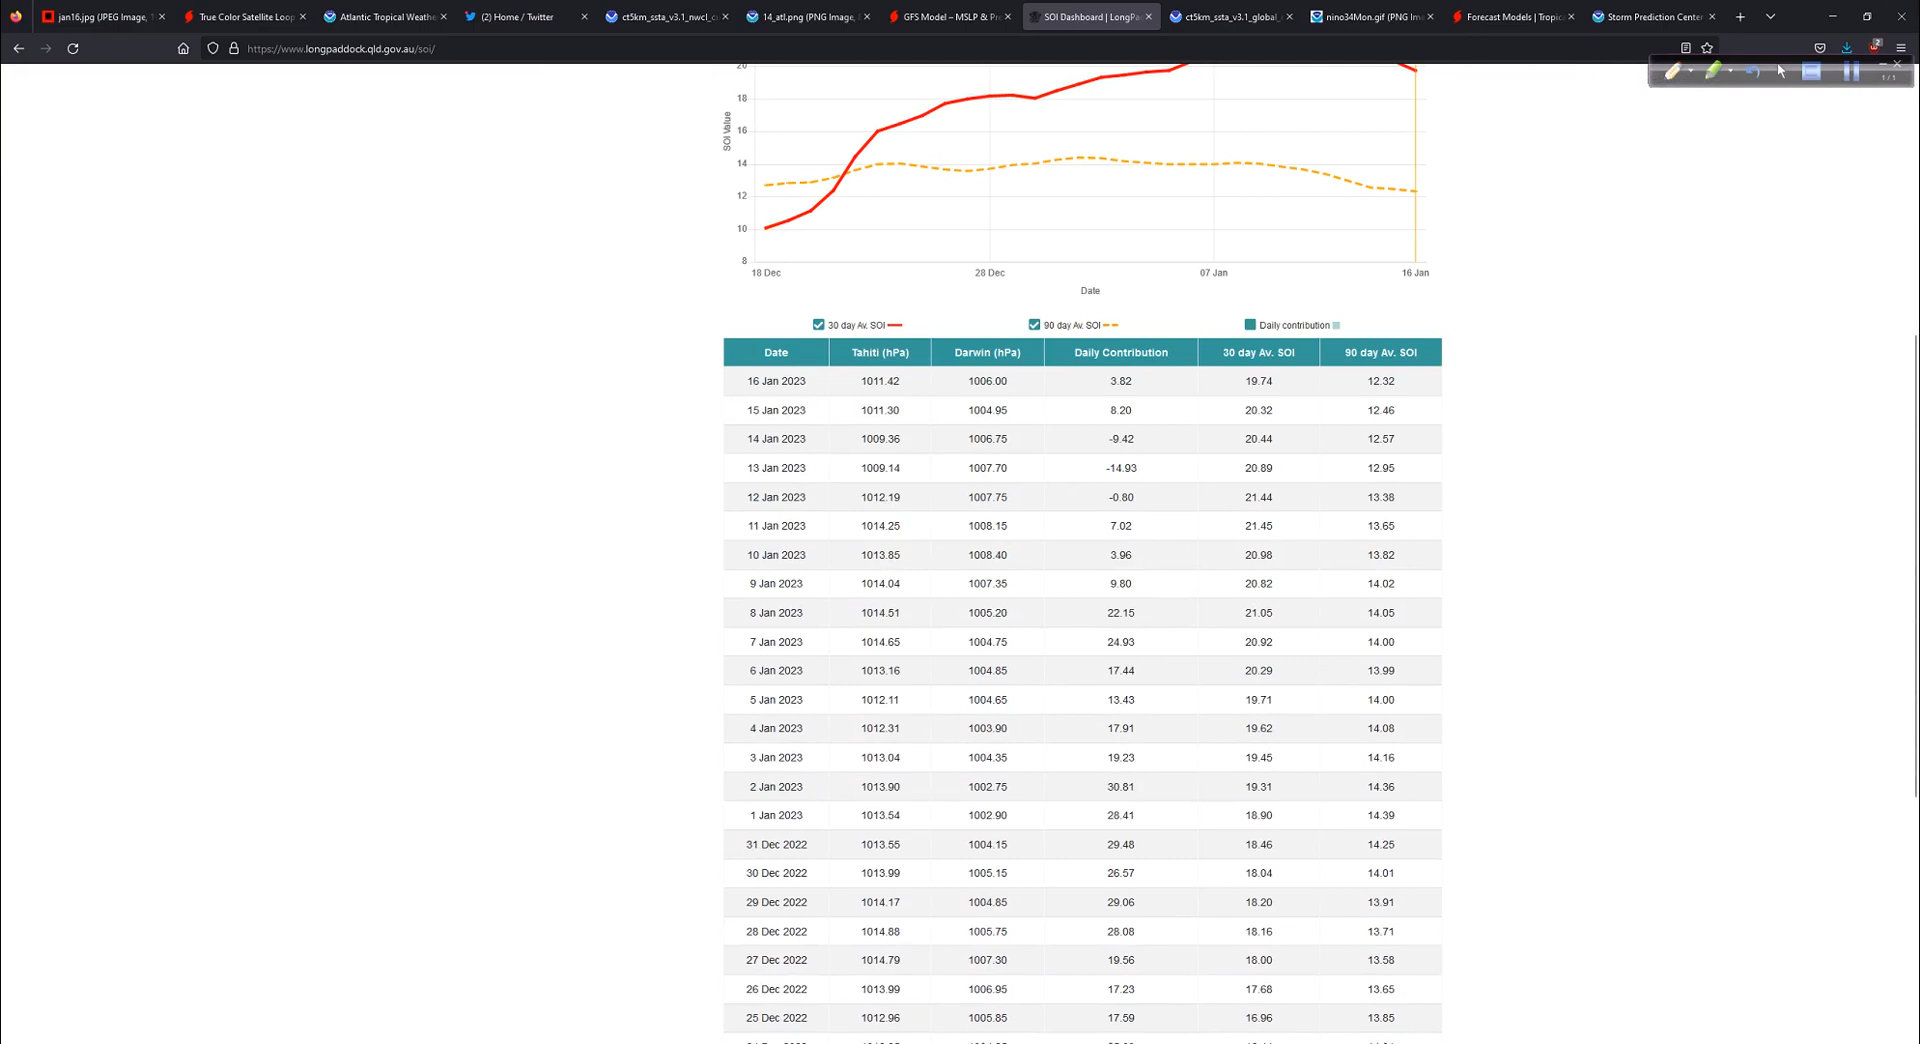 jan16.jpg (JPEG Image, 1
True Color Satellite Loop
Atlantic Tropical Weathe
(2) Home / Twitter
ct5km_ssta_v3.1_nwcl_c
14_atl.png (PNG Image,
GFS Model – MSLP & Pr
SOI Dashboard | LongPa
ct5km_ssta_v3.1_global_
nino34Mon.gif (PNG Im
Forecast Models | Tropic
Storm Prediction Center
https://www.longpaddock.qld.gov.au/soi/
2
1 / 1
20
18
16
14
12
10
8
SOI Value
18 Dec 28 Dec 07 Jan 16 Jan
Date
30 day Av. SOI 90 day Av. SOI Daily contribution
Date Tahiti (hPa) Darwin (hPa) Daily Contribution 30 day Av. SOI 90 day Av. SOI
16 Jan 2023 1011.42 1006.00 3.82 19.74 12.32
15 Jan 2023 1011.30 1004.95 8.20 20.32 12.46
14 Jan 2023 1009.36 1006.75 -9.42 20.44 12.57
13 Jan 2023 1009.14 1007.70 -14.93 20.89 12.95
12 Jan 2023 1012.19 1007.75 -0.80 21.44 13.38
11 Jan 2023 1014.25 1008.15 7.02 21.45 13.65
10 Jan 2023 1013.85 1008.40 3.96 20.98 13.82
9 Jan 2023 1014.04 1007.35 9.80 20.82 14.02
8 Jan 2023 1014.51 1005.20 22.15 21.05 14.05
7 Jan 2023 1014.65 1004.75 24.93 20.92 14.00
6 Jan 2023 1013.16 1004.85 17.44 20.29 13.99
5 Jan 2023 1012.11 1004.65 13.43 19.71 14.00
4 Jan 2023 1012.31 1003.90 17.91 19.62 14.08
3 Jan 2023 1013.04 1004.35 19.23 19.45 14.16
2 Jan 2023 1013.90 1002.75 30.81 19.31 14.36
1 Jan 2023 1013.54 1002.90 28.41 18.90 14.39
31 Dec 2022 1013.55 1004.15 29.48 18.46 14.25
30 Dec 2022 1013.99 1005.15 26.57 18.04 14.01
29 Dec 2022 1014.17 1004.85 29.06 18.20 13.91
28 Dec 2022 1014.88 1005.75 28.08 18.16 13.71
27 Dec 2022 1014.79 1007.30 19.56 18.00 13.58
26 Dec 2022 1013.99 1006.95 17.23 17.68 13.65
25 Dec 2022 1012.96 1005.85 17.59 16.96 13.85